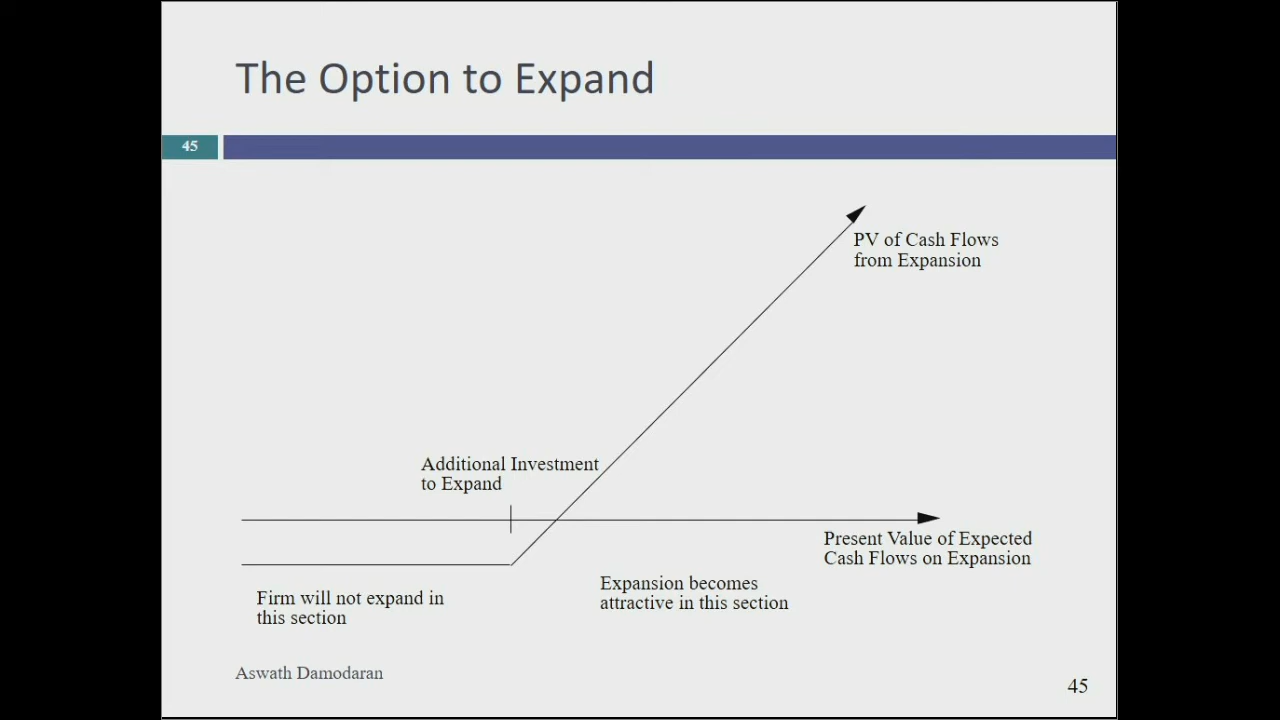 The Option to Expand
45
PV of Cash Flows
from Expansion
Additional Investment
to Expand
Present Value of Expected
Cash Flows on Expansion
Firm will not expand in
this section
Expansion becomes
attractive in this section
Aswath Damodaran
45